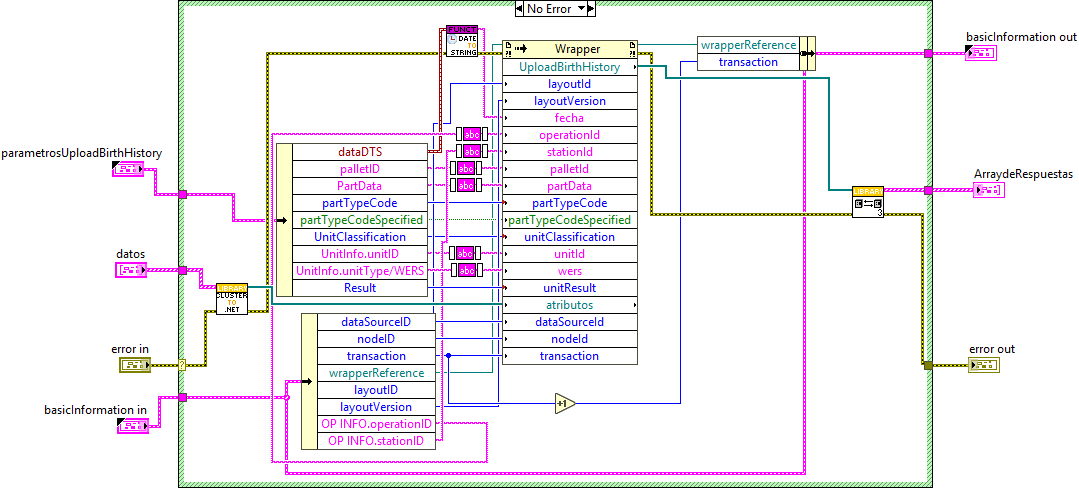 No Error
FUNCT
DATE
TO
STRING
Wrapper
UploadBirthHistory
layoutId
layoutVersion
fecha
operationId
stationId
palletId
partData
partTypeCode
partTypeCodeSpecified
unitClassification
unitId
wers
unitResult
atributos
dataSourceId
nodeId
transaction
wrapperReference
transaction
basicInformation out
parametrosUploadBirthHistory
dataDTS
palletID
PartData
partTypeCode
partTypeCodeSpecified
UnitClassification
UnitInfo.unitID
UnitInfo.unitType/WERS
Result
abc
abc
abc
abc
abc
abc
ArraydeRespuestas
LIBRARY
3
datos
LIBRARY
CLUSTER
TO
.NET
dataSourceID
nodeID
transaction
wrapperReference
layoutID
layoutVersion
OP INFO.operationID
OP INFO.stationID
+1
error in
?
error out
basicInformation in